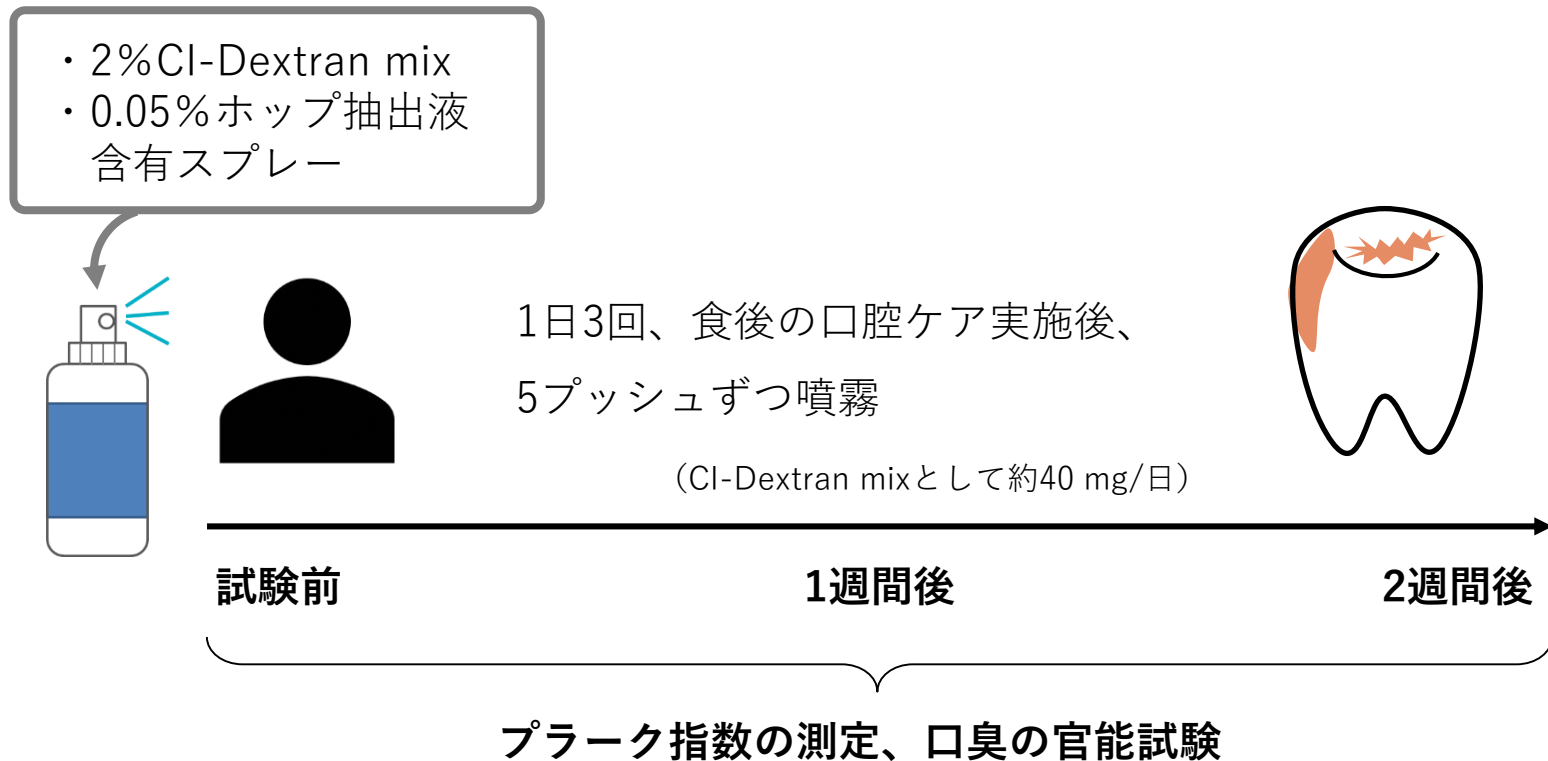 ・2%CI-Dextran mix
・0.05%ホップ抽出液
含有スプレー
1日3回、食後の口腔ケア実施後、
5プッシュずつ噴霧
（CI-Dextran mixとして約40 mg/日）
試験前
1週間後
2週間後
プラーク指数の測定、口臭の官能試験